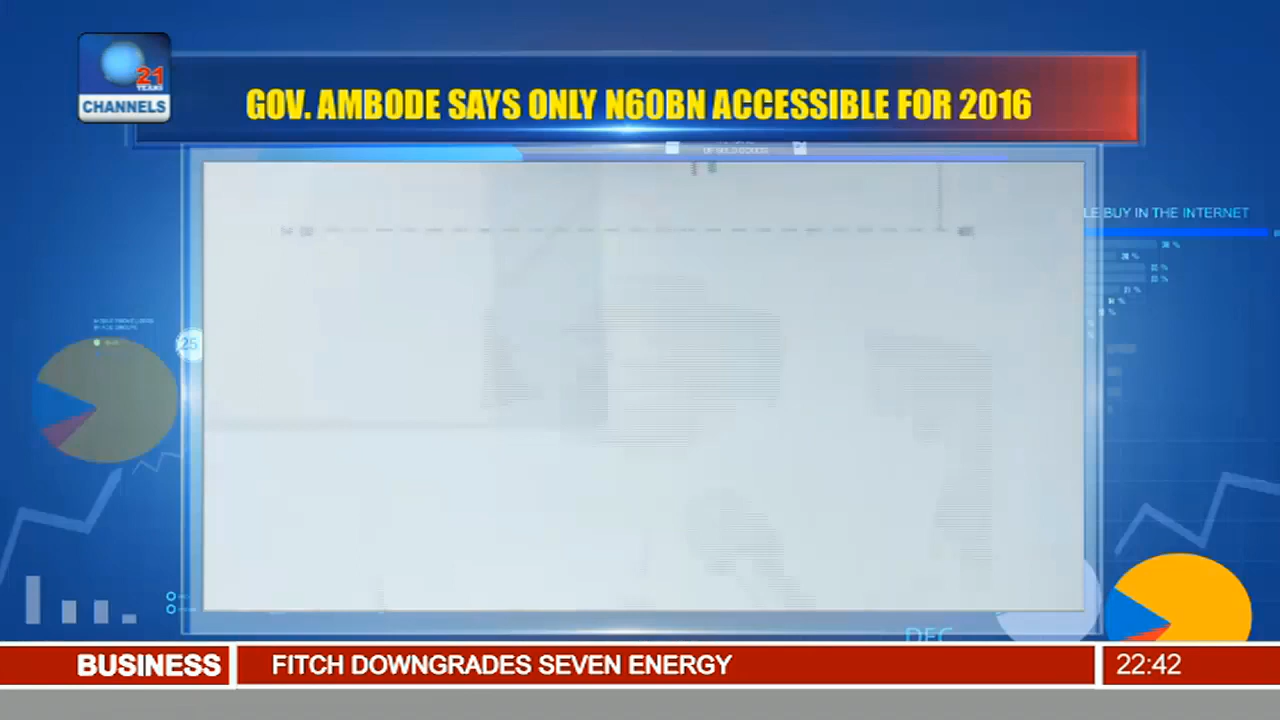 21
YEARS
CHANNELS
GOV. AMBODE SAYS ONLY N60BN ACCESSIBLE FOR 2016
LE BUY IN THE INTERNET
25
DEC
BUSINESS
FITCH DOWNGRADES SEVEN ENERGY
22:42